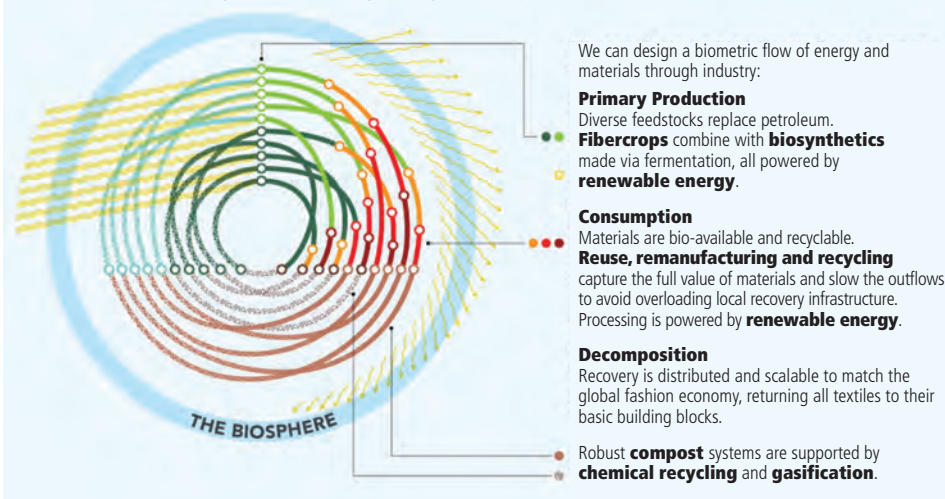 We can design a biometric flow of energy and
materials through industry:
Primary Production
Diverse feedstocks replace petroleum.
Fibercrops combine with biosynthetics
made via fermentation, all powered by
renewable energy.
Consumption
Materials are bio-available and recyclable.
Reuse, remanufacturing and recycling
capture the full value of materials and slow the outflows
to avoid overloading local recovery infrastructure.
Processing is powered by renewable energy.
Decomposition
Recovery is distributed and scalable to match the
global fashion economy, returning all textiles to their
basic building blocks.
Robust compost systems are supported by
chemical recycling and gasification.
THE BIOSPHERE